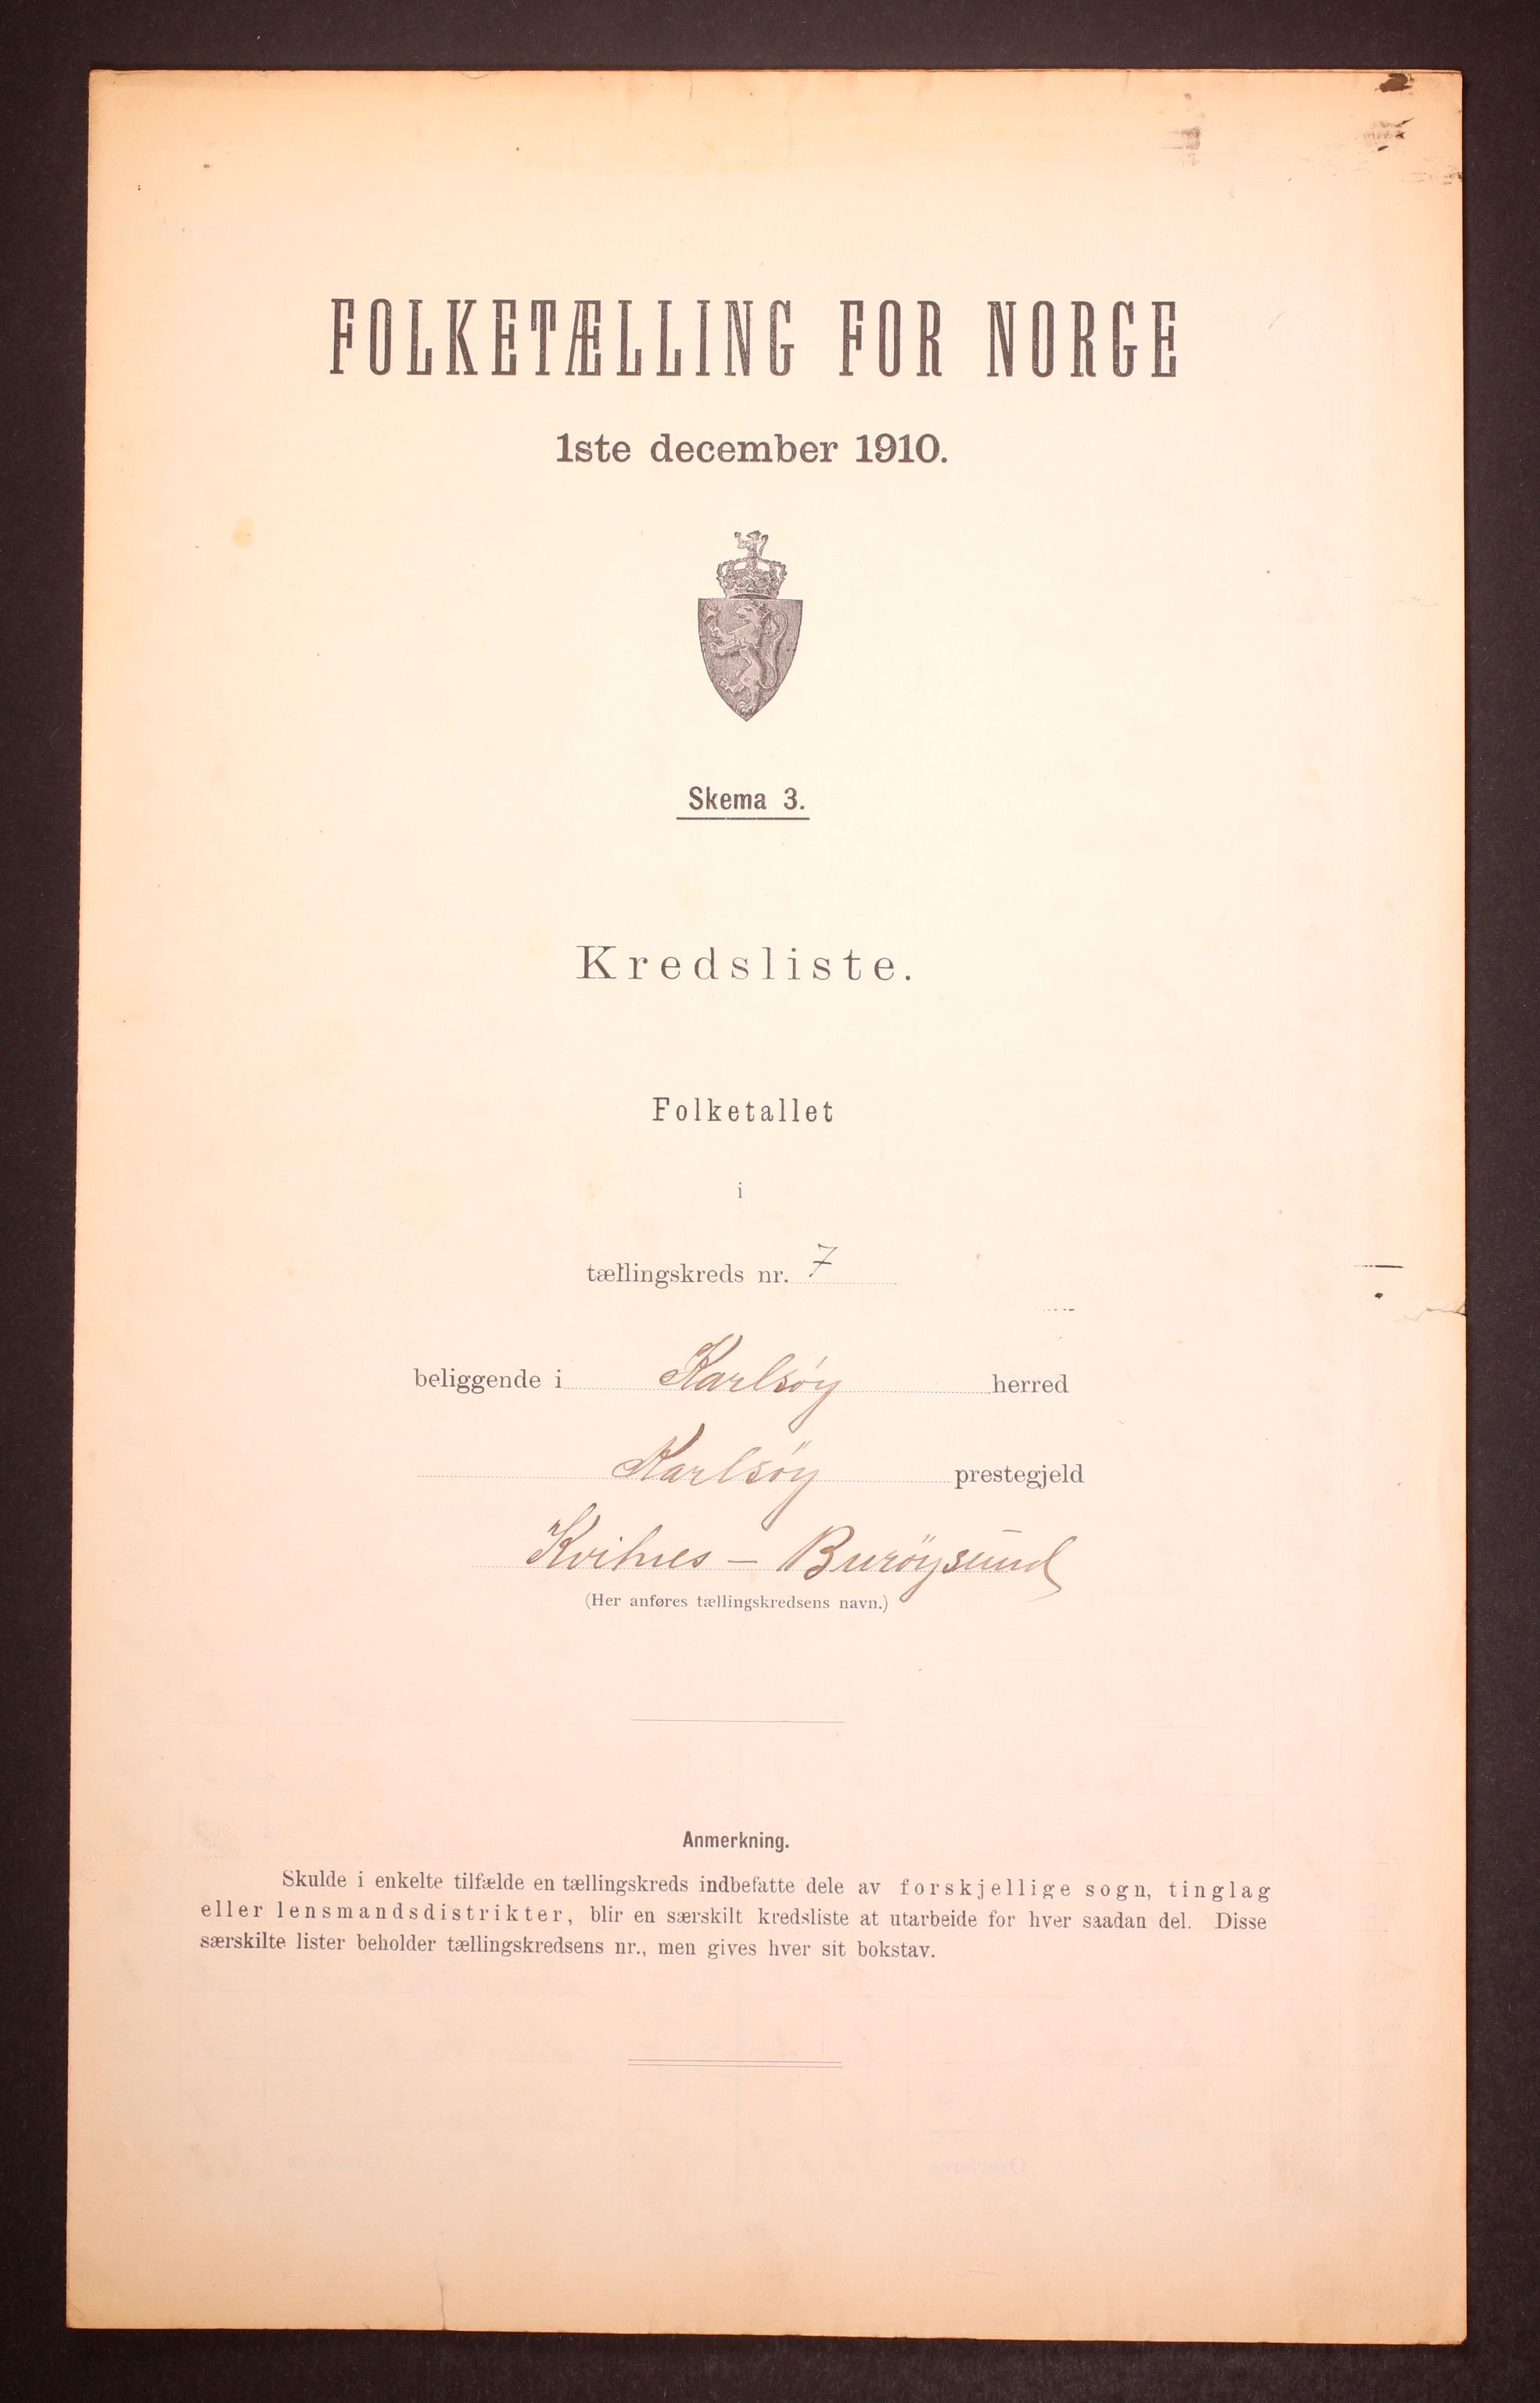 FOLKETÆLLING FOR NORGE
1ste december 1910.
Skema 3.
Kredsliste.
Folketallet
i
tællingskreds nr. 7
beliggende i Karlsöy herred
Karlsöy prestegjeld
Kvitnes – Buröysund
(Her anføres tællingskredsens navn.)
Anmerkning.
Skulde i enkelte tilfælde en tællingskreds indbefatte dele av forskjellige sogn, tinglag
eller lensmandsdistrikter, blir en særskilt kredsliste at utarbeide for hver saadan del. Disse
særskilte lister beholder tællingskredsens nr., men gives hver sit bokstav.